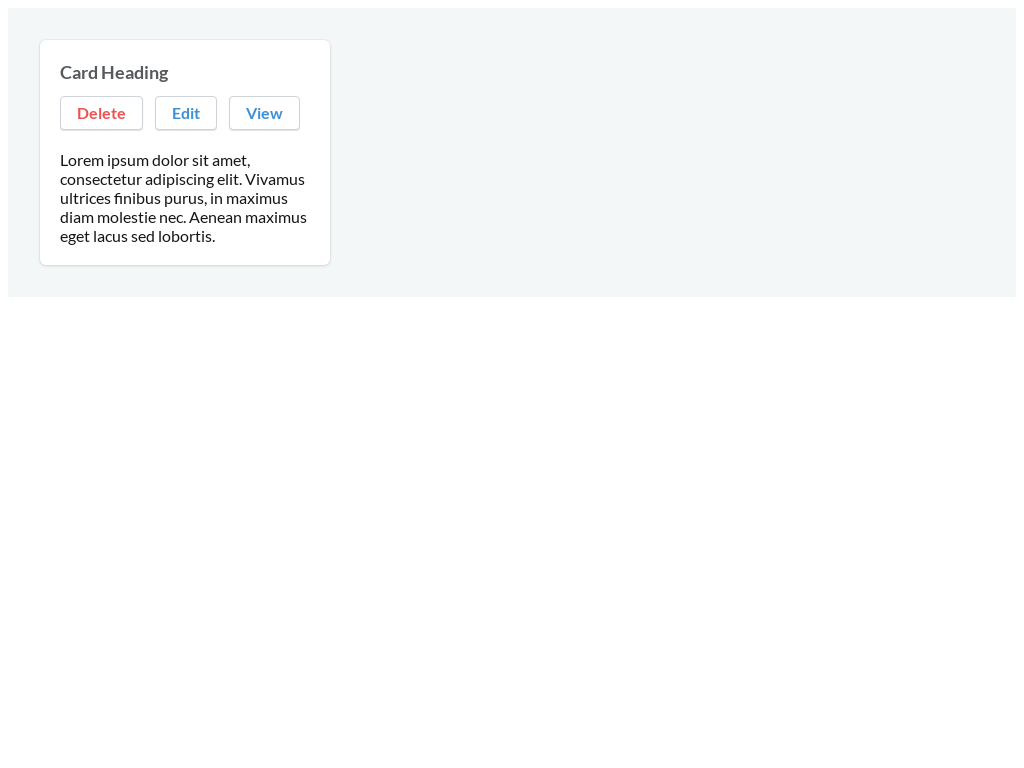 Card Heading
Delete Edit View
Lorem ipsum dolor sit amet,
consectetur adipiscing elit. Vivamus
ultrices finibus purus, in maximus
diam molestie nec. Aenean maximus
eget lacus sed lobortis.